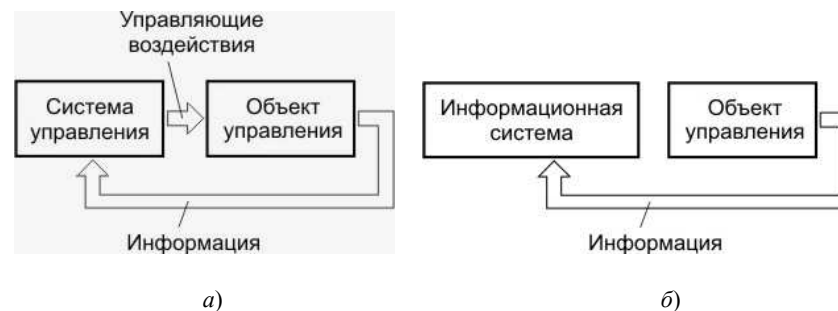 Управляющие
воздействия
Система
управления
Объект
управления
Информация
а)
Информационная
система
Объект
управления
Информация
б)